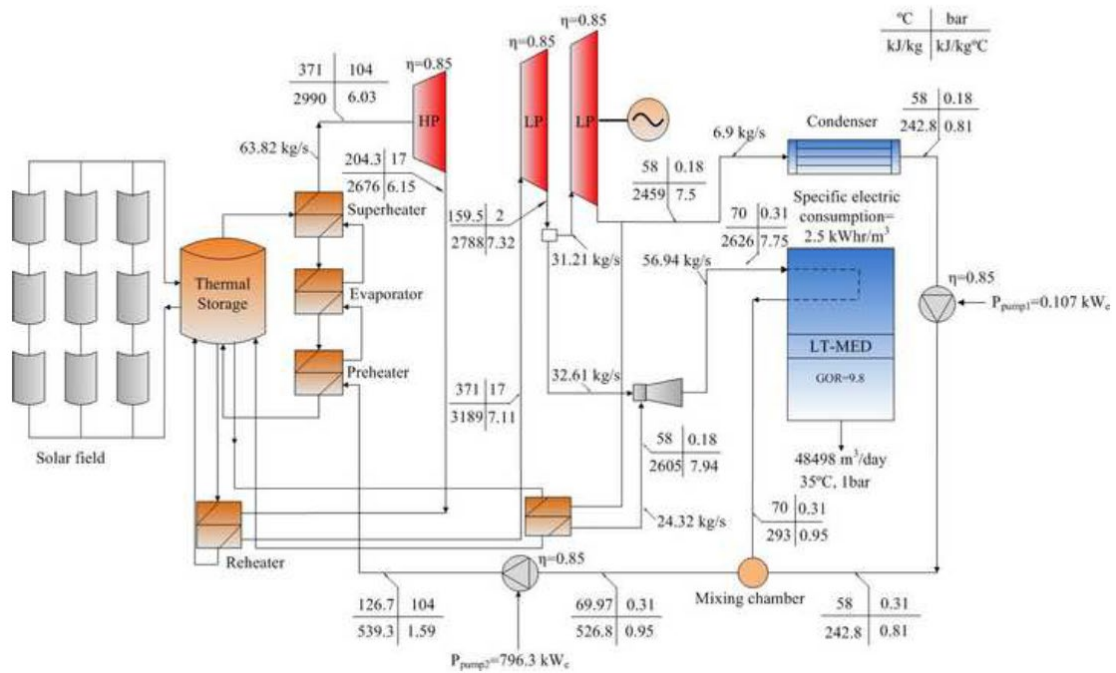 ºC bar
kJ/kg kJ/kgºC
η=0.85
η=0.85
η=0.85
371 104
2990 6.03
HP
LP
LP
58 0.18
242.8 0.81
6.9 kg/s
Condenser
63.82 kg/s
204.3 17
2676 6.15
58 0.18
2459 7.5
Specific electric
consumption=
2.5 kWhr/m³
Superheater
159.5 2
2788 7.32
70 0.31
2626 7.75
31.21 kg/s
56.94 kg/s
Thermal
Storage
Evaporator
η=0.85
Ppump1=0.107 kWe
LT-MED
Preheater
GOR=9.8
32.61 kg/s
371 17
3189 7.11
58 0.18
2605 7.94
Solar field
48498 m³/day
35ºC, 1bar
70 0.31
293 0.95
24.32 kg/s
Reheater
η=0.85
Mixing chamber
126.7 104
539.3 1.59
69.97 0.31
526.8 0.95
58 0.31
242.8 0.81
Ppump2=796.3 kWe